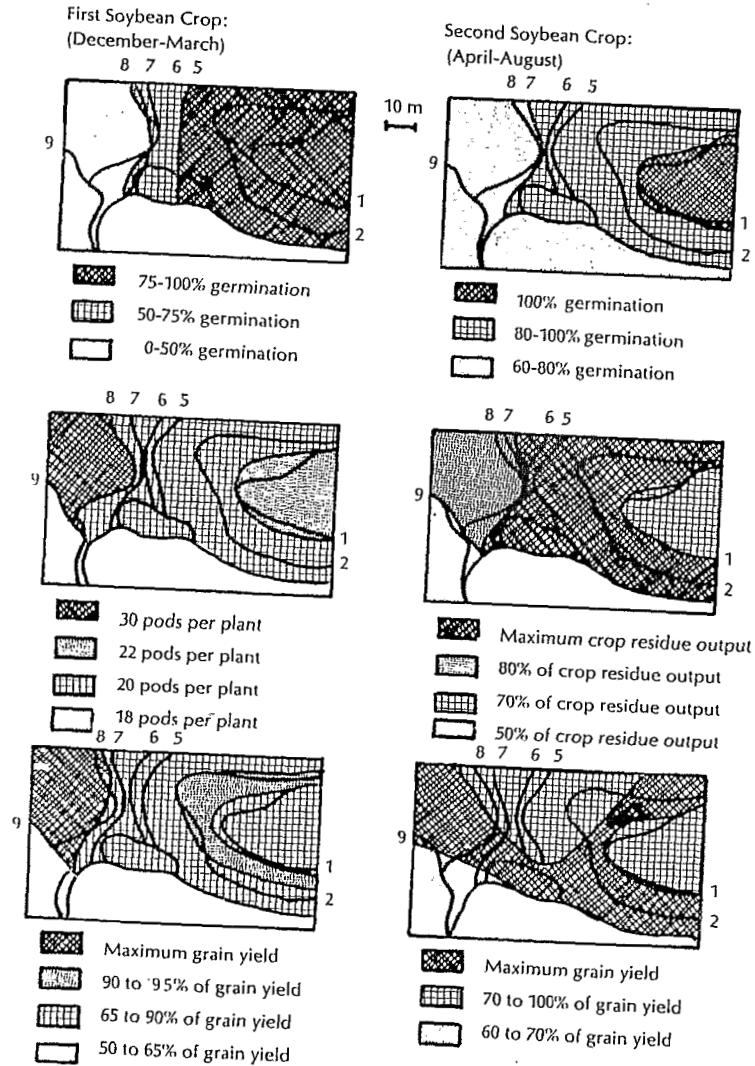 First Soybean Crop:
(December-March)
8 7 6 5
9
1
2
75-100% germination
50-75% germination
0-50% germination
Second Soybean Crop:
(April-August)
10 m
8 7 6 5
9
1
2
100% germination
80-100% germination
60-80% germination
8 7 6 5
9
1
2
30 pods per plant
22 pods per plant
20 pods per plant
18 pods per plant
8 7 6 5
9
1
2
Maximum crop residue output
80% of crop residue output
70% of crop residue output
50% of crop residue output
8 7 6 5
9
1
2
Maximum grain yield
90 to 95% of grain yield
65 to 90% of grain yield
50 to 65% of grain yield
8 7 6 5
9
1
2
Maximum grain yield
70 to 100% of grain yield
60 to 70% of grain yield